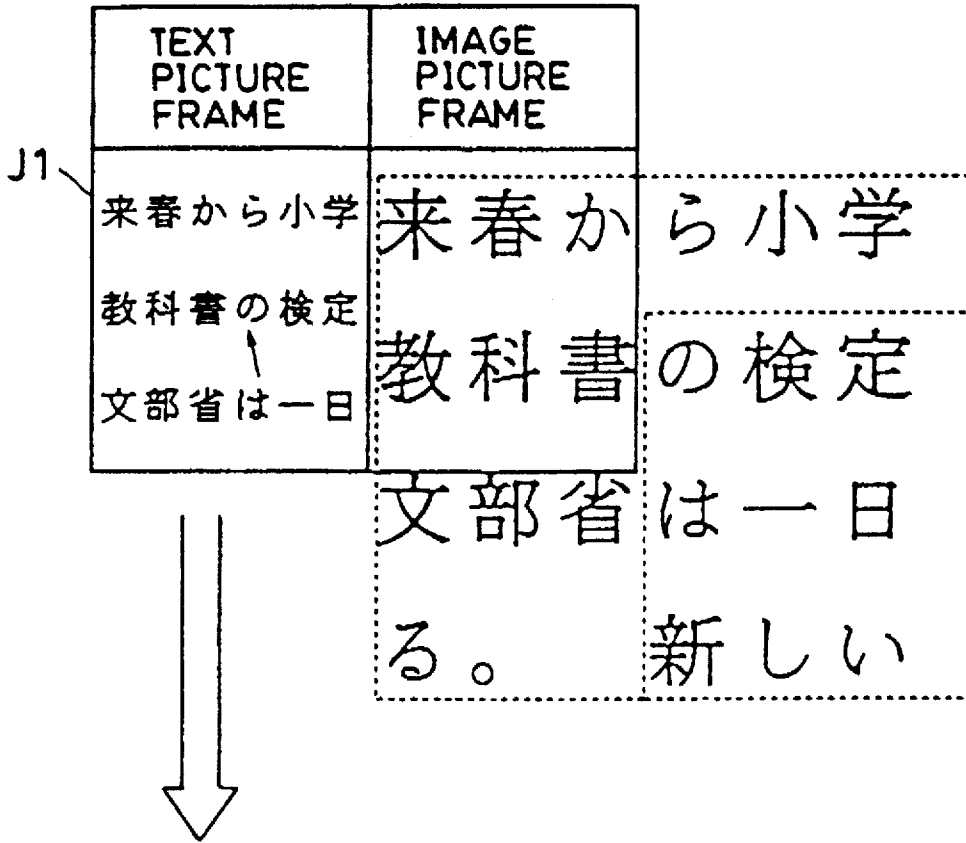 TEXT
PICTURE
FRAME
IMAGE
PICTURE
FRAME
J1
来春から小学
教科書の検定
文部省は一日
来春から小学
教科書の検定
文部省は一日
る。 新しい